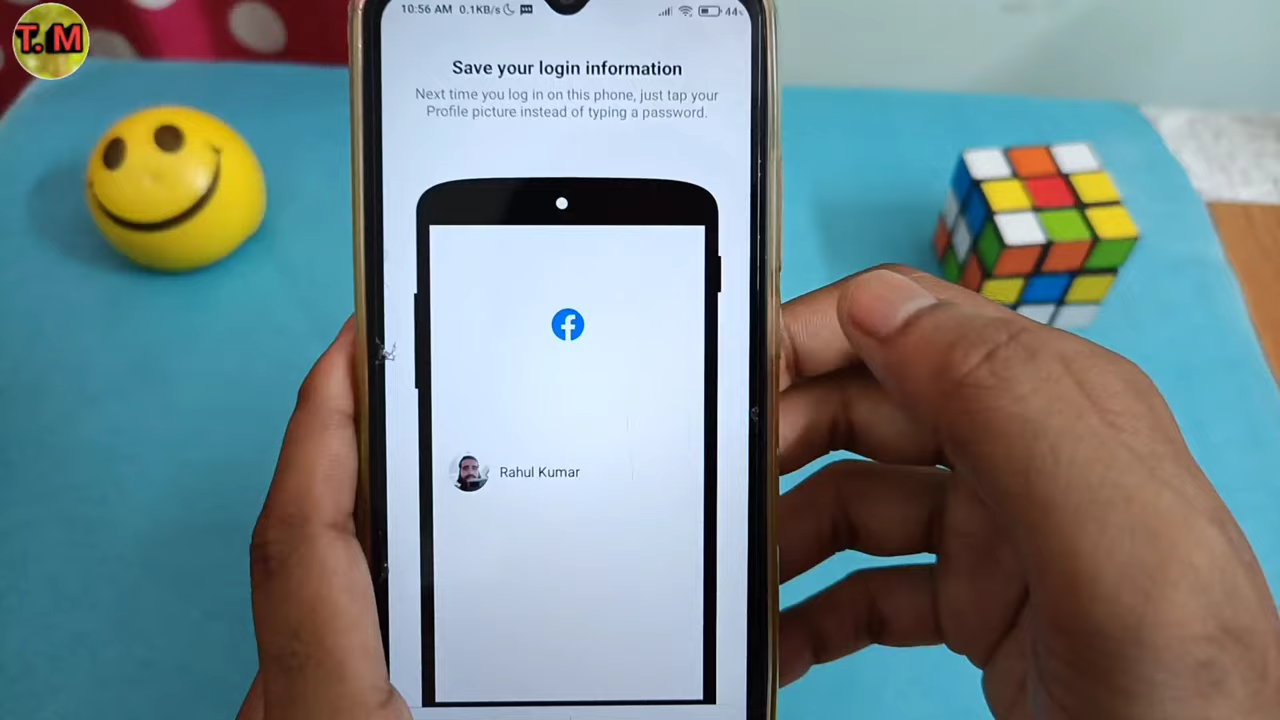 T. M
10:56 AM 0.1KB/s
44
Save your login information
Next time you log in on this phone, just tap your
Profile picture instead of typing a password.
Rahul Kumar